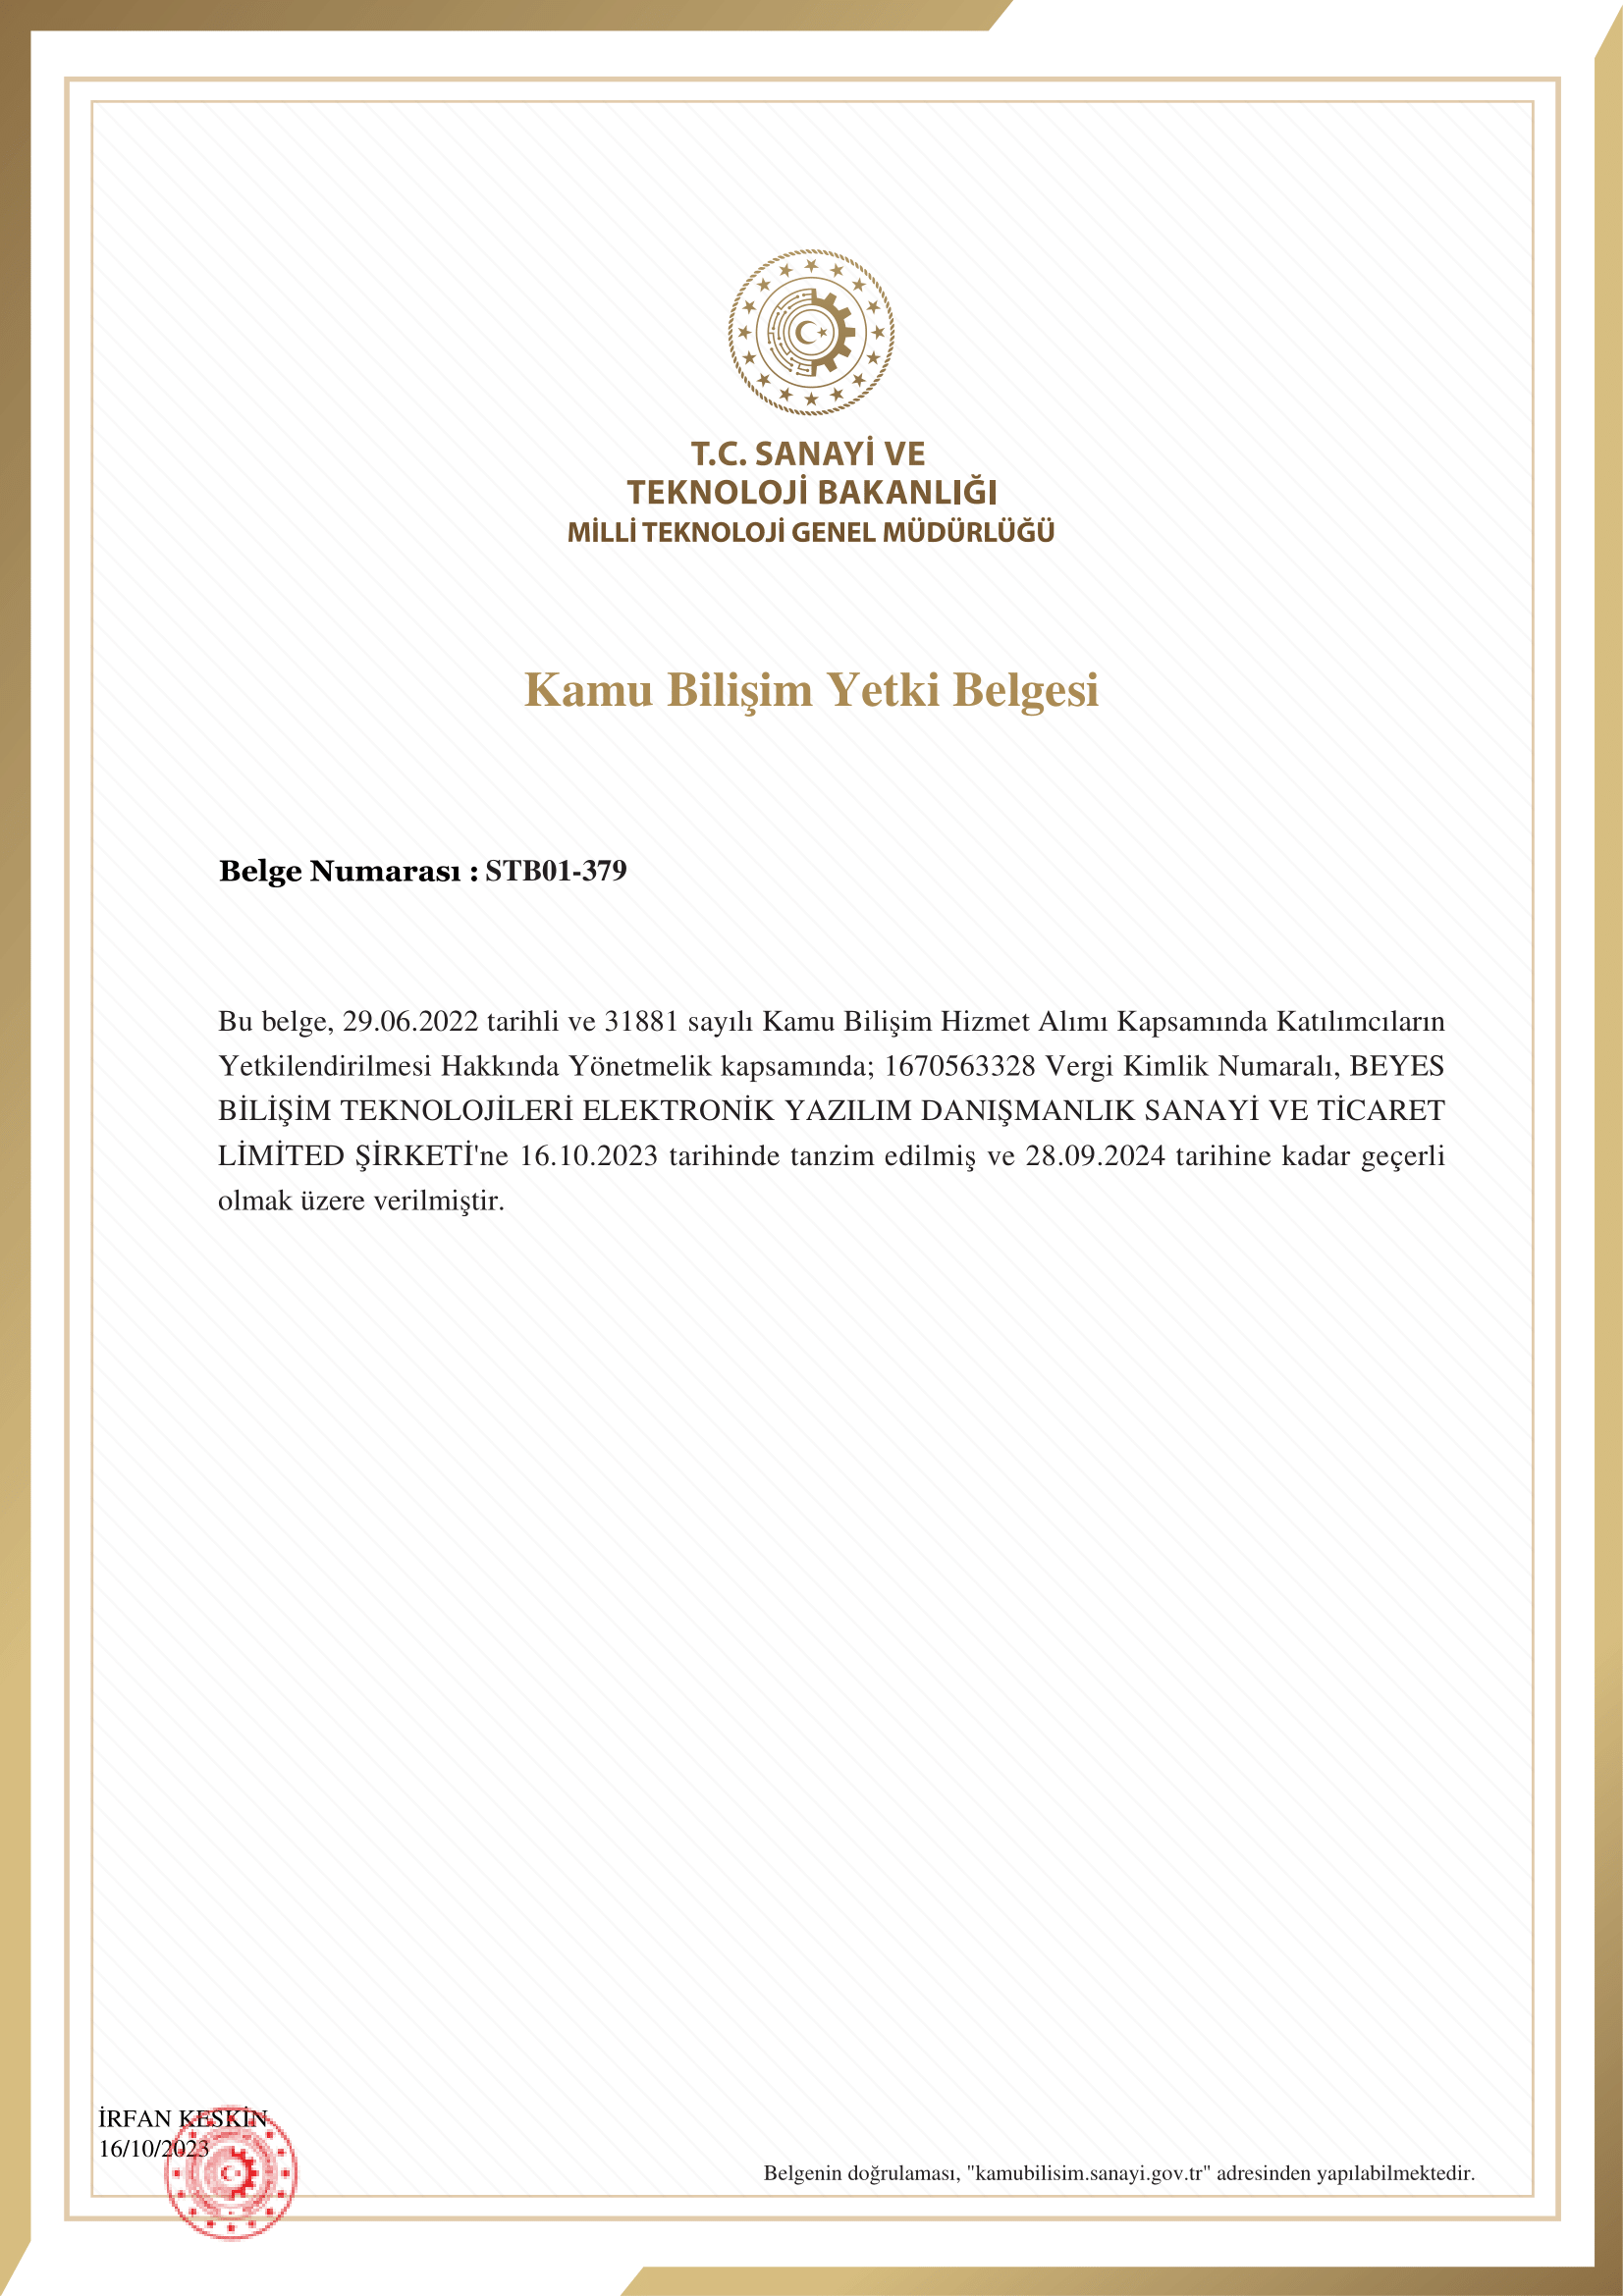 T.C. SANAYİ VE
TEKNOLOJİ BAKANLIĞI
MİLLİ TEKNOLOJİ GENEL MÜDÜRLÜĞÜ
Kamu Bilişim Yetki Belgesi
Belge Numarası : STB01-379
Bu belge, 29.06.2022 tarihli ve 31881 sayılı Kamu Bilişim Hizmet Alımı Kapsamında Katılımcıların
Yetkilendirilmesi Hakkında Yönetmelik kapsamında; 1670563328 Vergi Kimlik Numaralı, BEYES
BİLİŞİM TEKNOLOJİLERİ ELEKTRONİK YAZILIM DANIŞMANLIK SANAYİ VE TİCARET
LİMİTED ŞİRKETİ'ne 16.10.2023 tarihinde tanzim edilmiş ve 28.09.2024 tarihine kadar geçerli
olmak üzere verilmiştir.
İRFAN KESKİN
16/10/2023
Belgenin doğrulaması, "kamubilisim.sanayi.gov.tr" adresinden yapılabilmektedir.